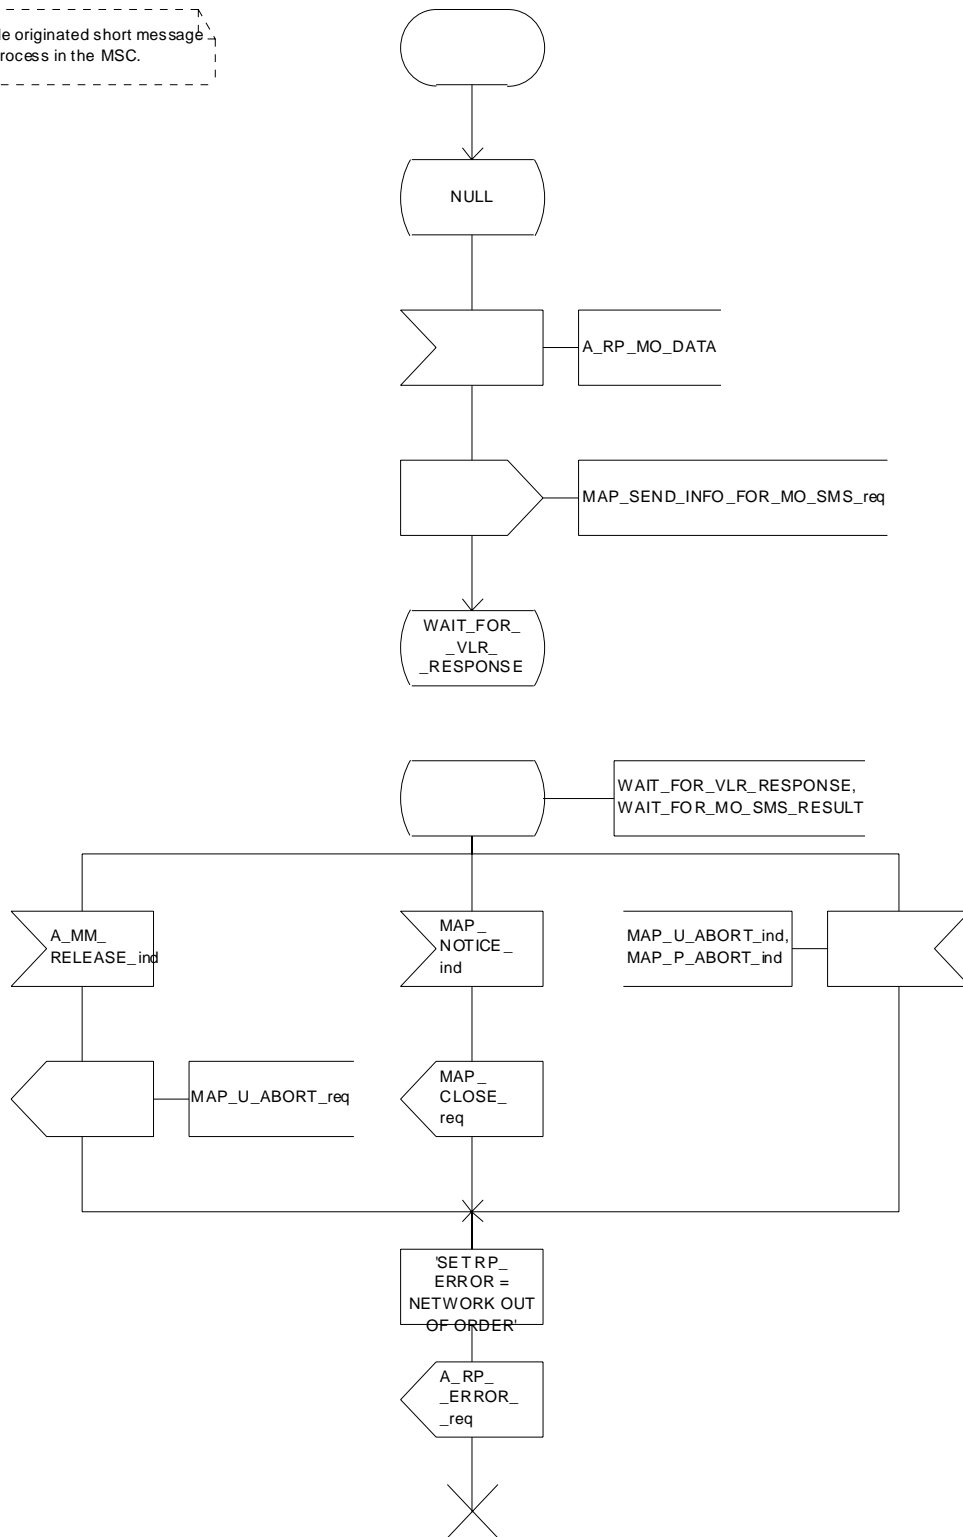 le originated short message
rocess in the MSC.
NULL
A_RP_MO_DATA
MAP_SEND_INFO_FOR_MO_SMS_req
WAIT_FOR_
_VLR_
_RESPONSE
WAIT_FOR_VLR_RESPONSE,
WAIT_FOR_MO_SMS_RESULT
A_MM_
RELEASE_ind
MAP_
NOTICE_
ind
MAP_U_ABORT_ind,
MAP_P_ABORT_ind
MAP_U_ABORT_req
MAP_
CLOSE_
req
'SET RP_
ERROR =
NETWORK OUT
OF ORDER'
A_RP_
_ERROR_
_req